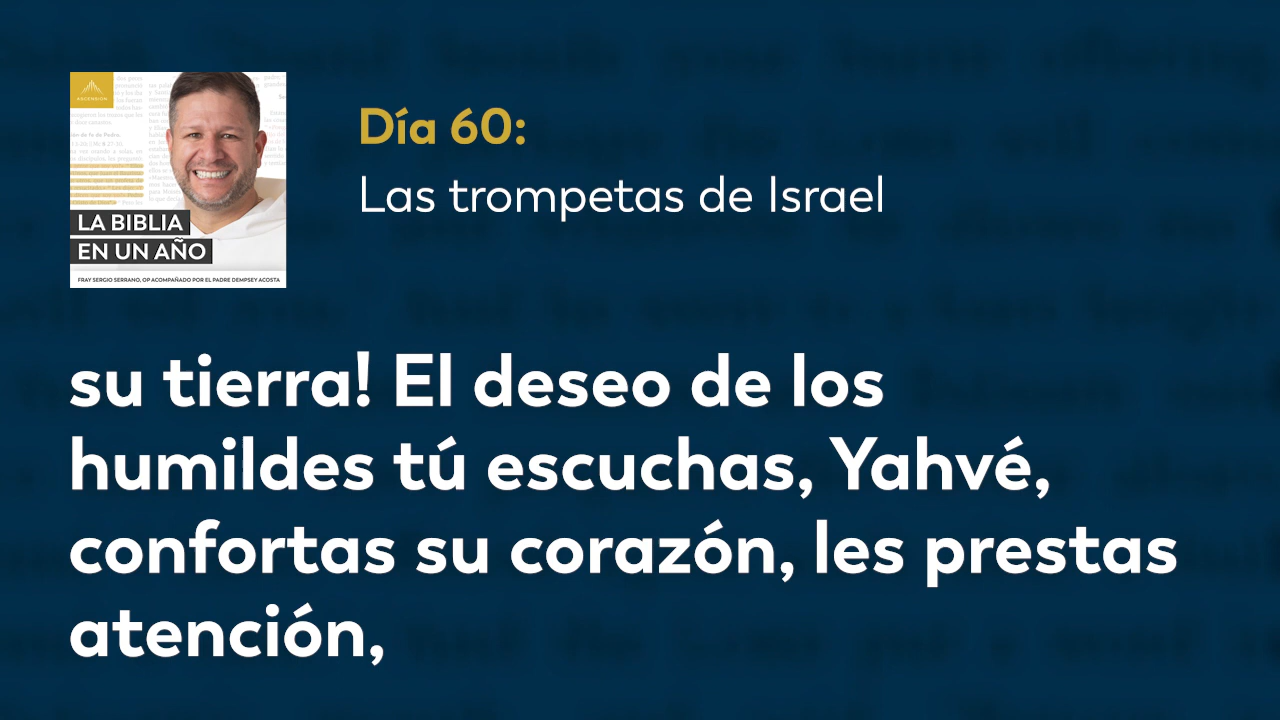 ASCENSION
LA BIBLIA
EN UN AÑO
FRAY SERGIO SERRANO, OP ACOMPAÑADO POR EL PADRE DEMPSEY ACOSTA
Día 60:
Las trompetas de Israel
su tierra! El deseo de los
humildes tú escuchas, Yahvé,
confortas su corazón, les prestas
atención,